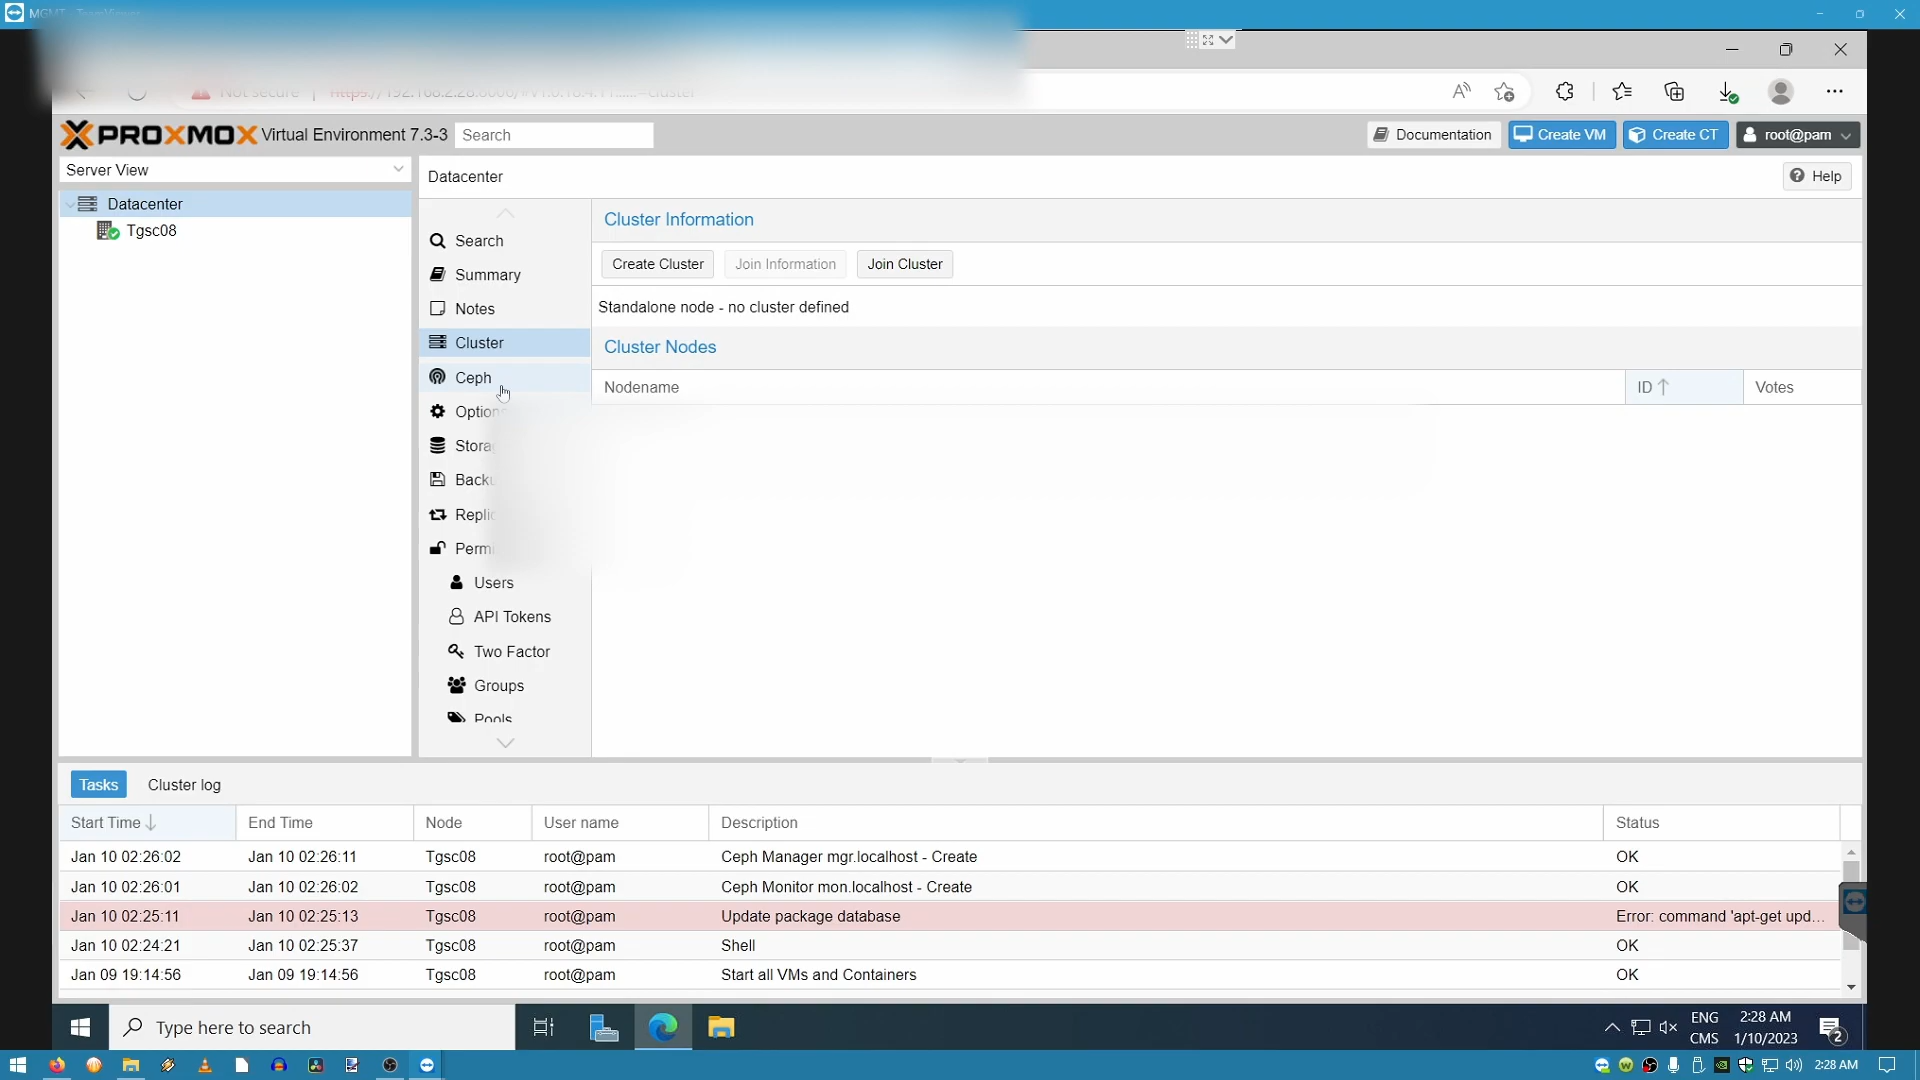 PROXMOX Virtual Environment 7.3-3 Search
Documentation Create VM Create CT root@pam
Server View
Datacenter
Tgsc08
Datacenter
Help
Search
Summary
Notes
Cluster
Ceph
Users
API Tokens
Two Factor
Groups
Pools
Cluster Information
Create Cluster Join Information Join Cluster
Standalone node - no cluster defined
Cluster Nodes
Nodename ID Votes
Tasks Cluster log
Start Time End Time Node User name Description Status
Jan 10 02:26:02 Jan 10 02:26:11 Tgsc08 root@pam Ceph Manager mgr.localhost - Create OK
Jan 10 02:26:01 Jan 10 02:26:02 Tgsc08 root@pam Ceph Monitor mon.localhost - Create OK
Jan 10 02:25:11 Jan 10 02:25:13 Tgsc08 root@pam Update package database Error: command 'apt-get upd...
Jan 10 02:24:21 Jan 10 02:25:37 Tgsc08 root@pam Shell OK
Jan 09 19:14:56 Jan 09 19:14:56 Tgsc08 root@pam Start all VMs and Containers OK
Type here to search
ENG 2:28 AM
CMS 1/10/2023 2
2:28 AM